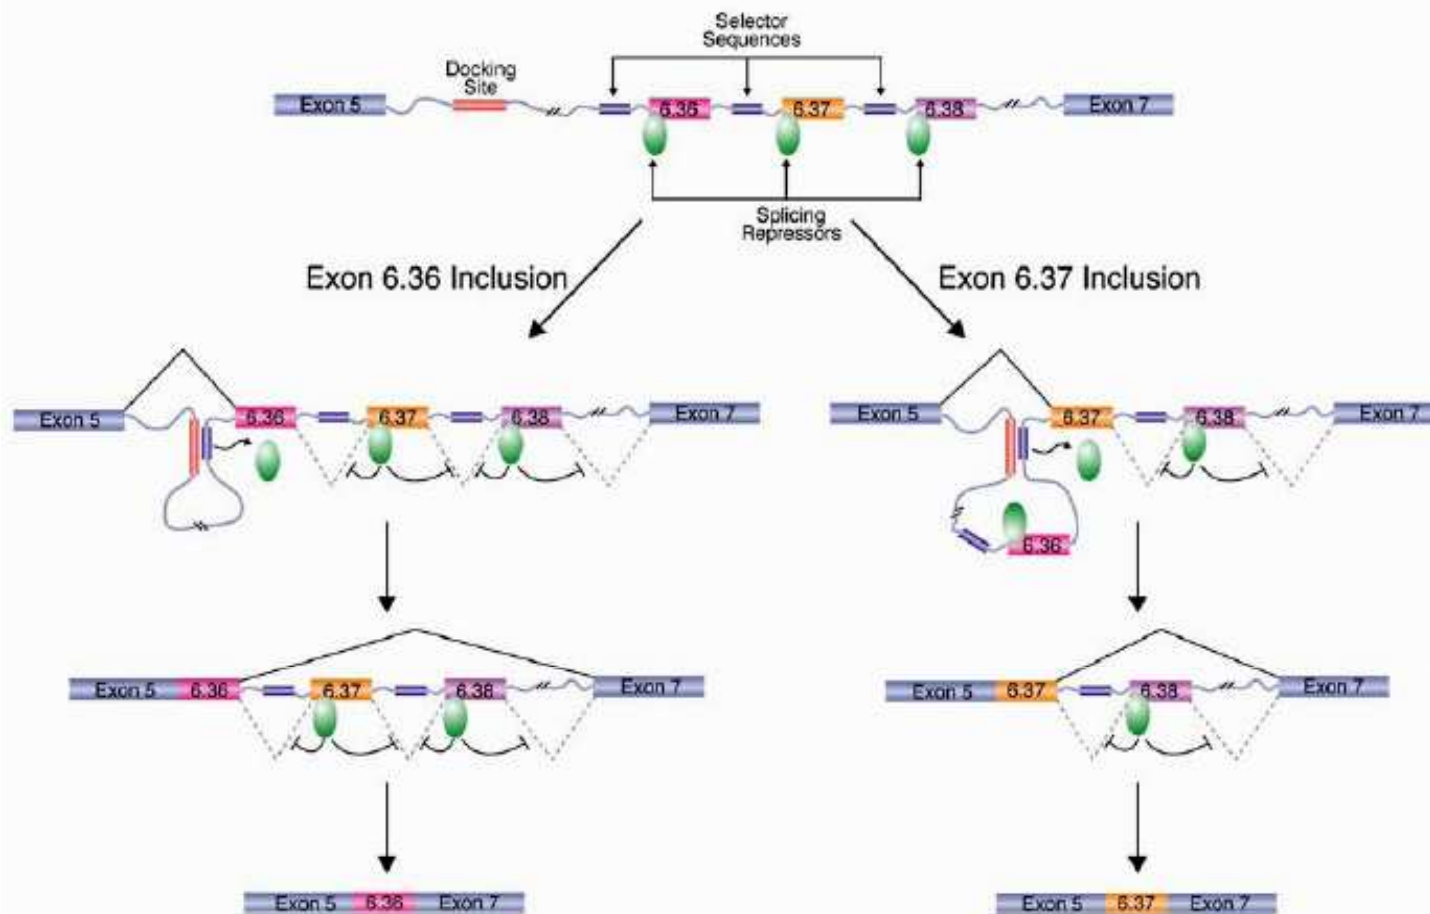 Selector
Sequences
Docking
Site
Exon 5
6.36
6.37
6.38
Exon 7
Splicing
Repressors
Exon 6.36 Inclusion
Exon 6.37 Inclusion
Exon 5
6.36
6.37
6.38
Exon 7
Exon 5
6.37
6.38
Exon 7
6.36
Exon 5
6.36
6.37
6.38
Exon 7
Exon 5
6.37
6.38
Exon 7
Exon 5
6.36
Exon 7
Exon 5
6.37
Exon 7